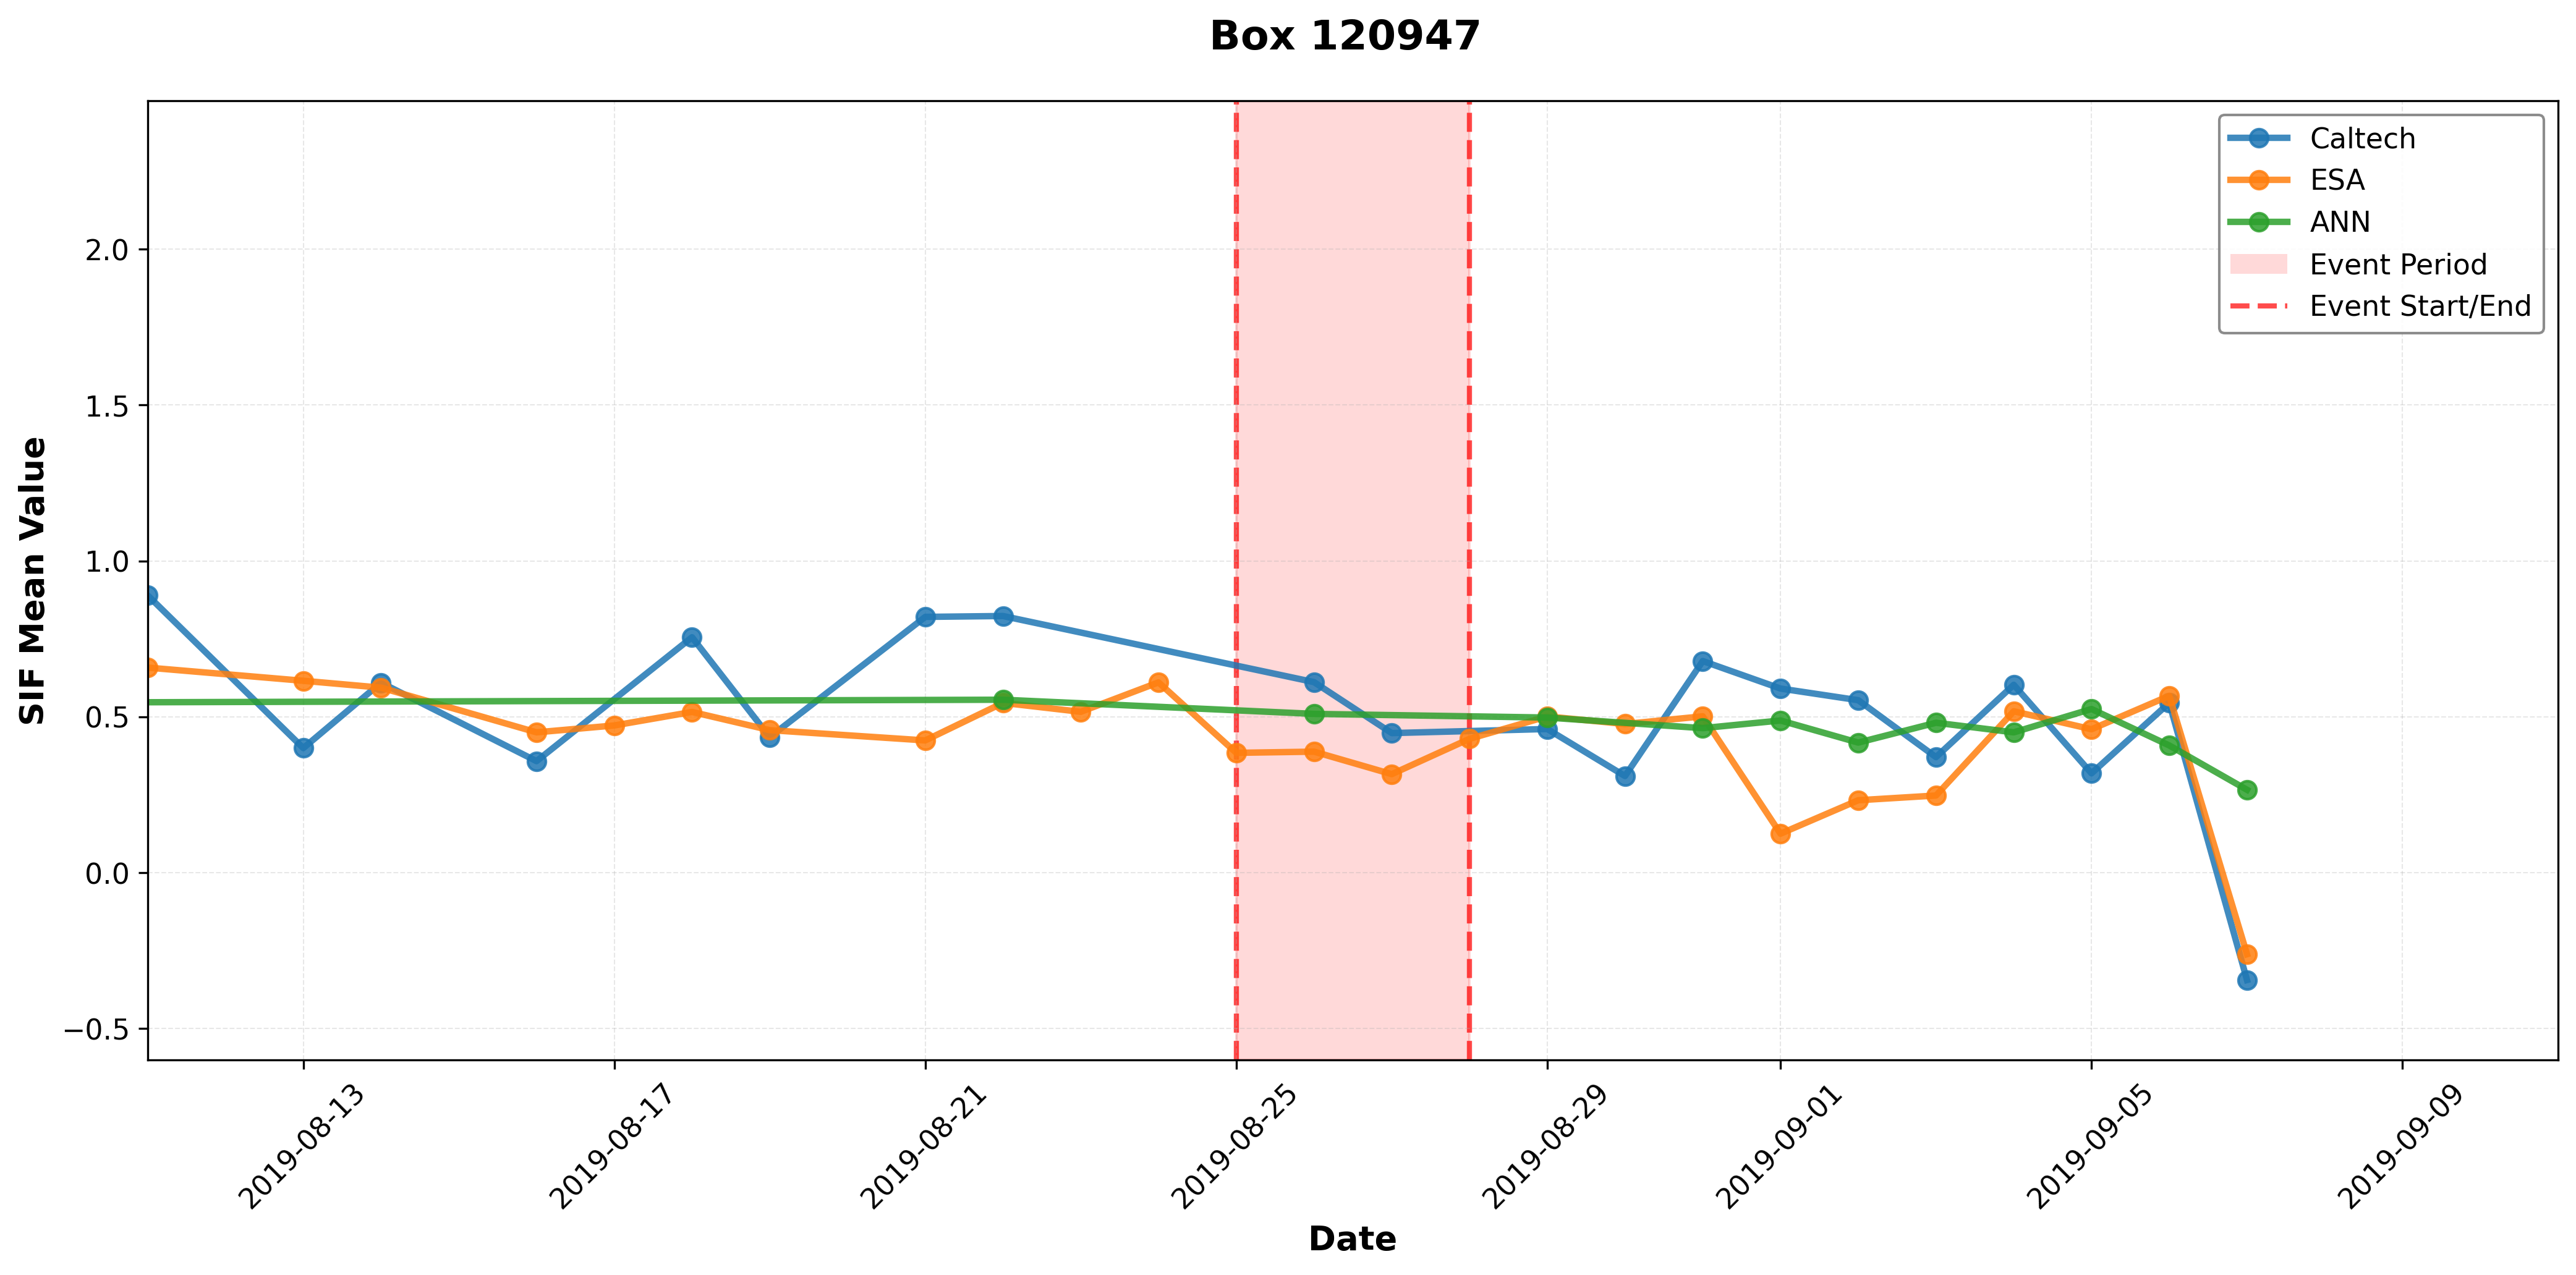 Box 120947
Caltech
ESA
ANN
Event Period
Event Start/End
SIF Mean Value
2.0
1.5
1.0
0.5
0.0
−0.5
2019-08-13
2019-08-17
2019-08-21
2019-08-25
2019-08-29
2019-09-01
2019-09-05
2019-09-09
Date